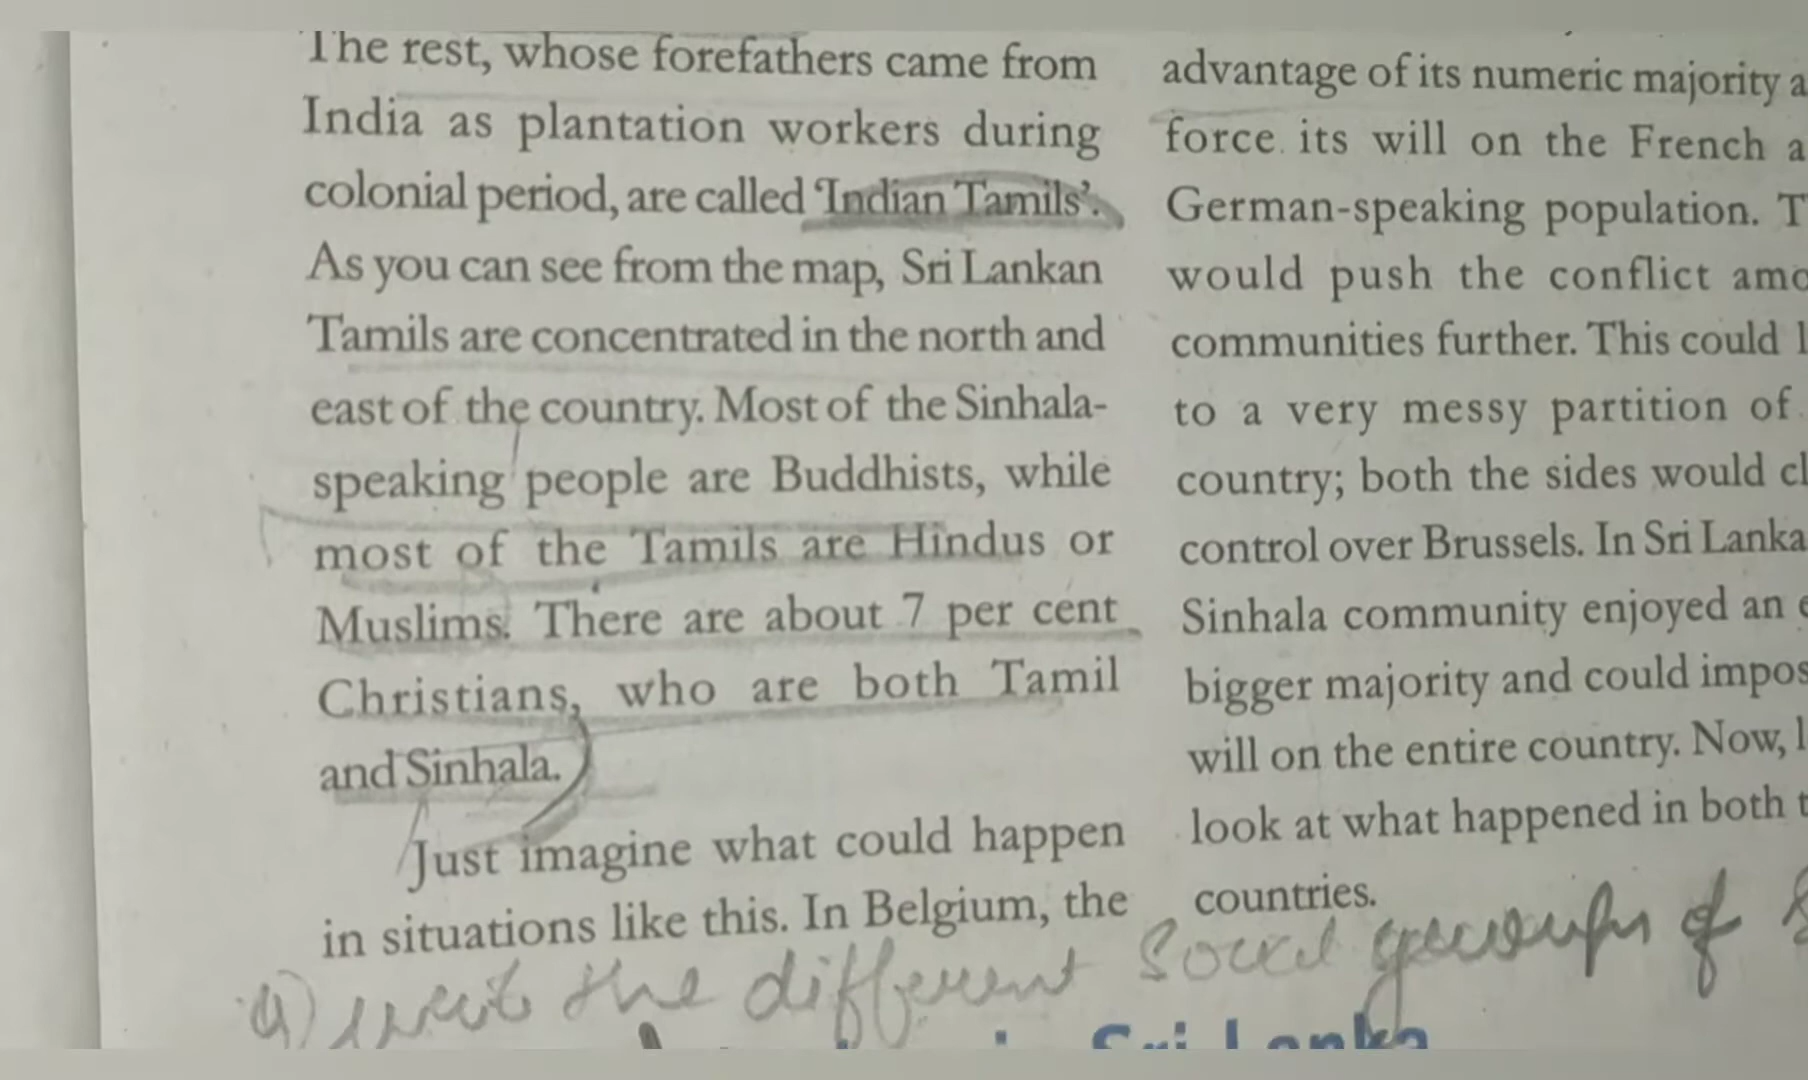 The rest, whose forefathers came from
India as plantation workers during
colonial period, are called 'Indian Tamils'.
As you can see from the map, Sri Lankan
Tamils are concentrated in the north and
east of the country. Most of the Sinhala-
speaking people are Buddhists, while
most of the Tamils are Hindus or
Muslims. There are about 7 per cent
Christians, who are both Tamil
and Sinhala.
Just imagine what could happen
in situations like this. In Belgium, the
advantage of its numeric majority
force its will on the French
German-speaking population.
would push the conflict
communities further. This could
to a very messy partition of
country; both the sides would
control over Brussels. In Sri Lanka
Sinhala community enjoyed an
bigger majority and could
will on the entire country. Now,
look at what happened in both
countries.
the different social groups of
Sri Lanka